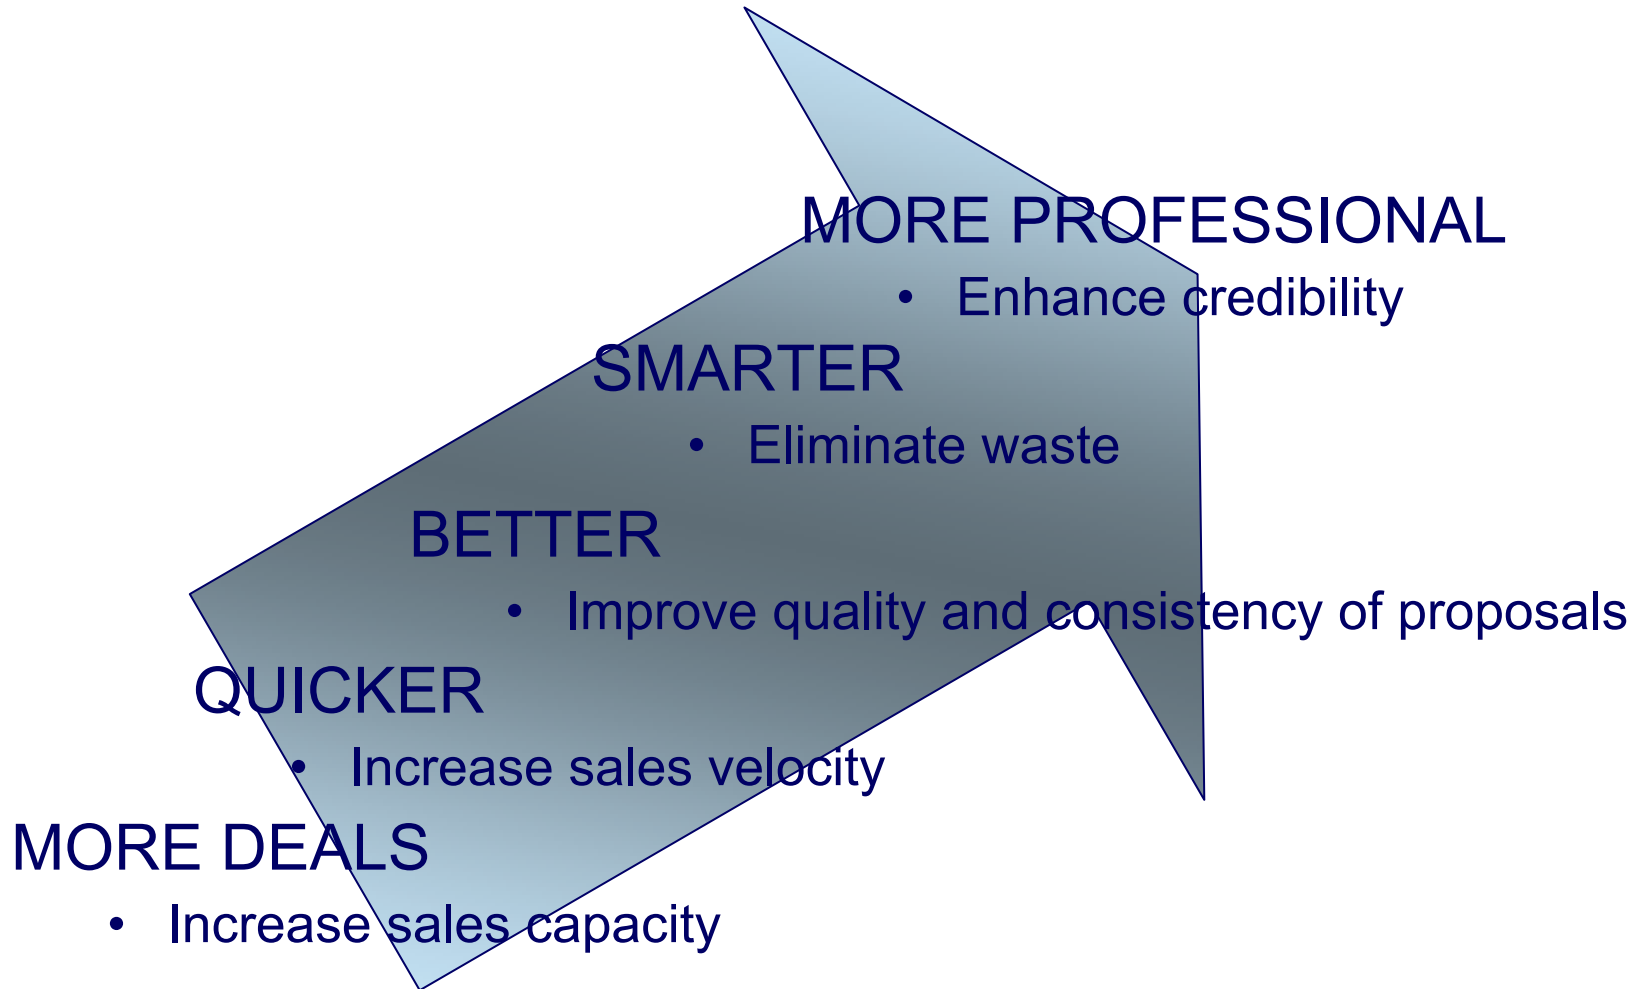 MORE PROFESSIONAL
• Enhance credibility
SMARTER
• Eliminate waste
BETTER
• Improve quality and consistency of proposals
QUICKER
• Increase sales velocity
MORE DEALS
• Increase sales capacity